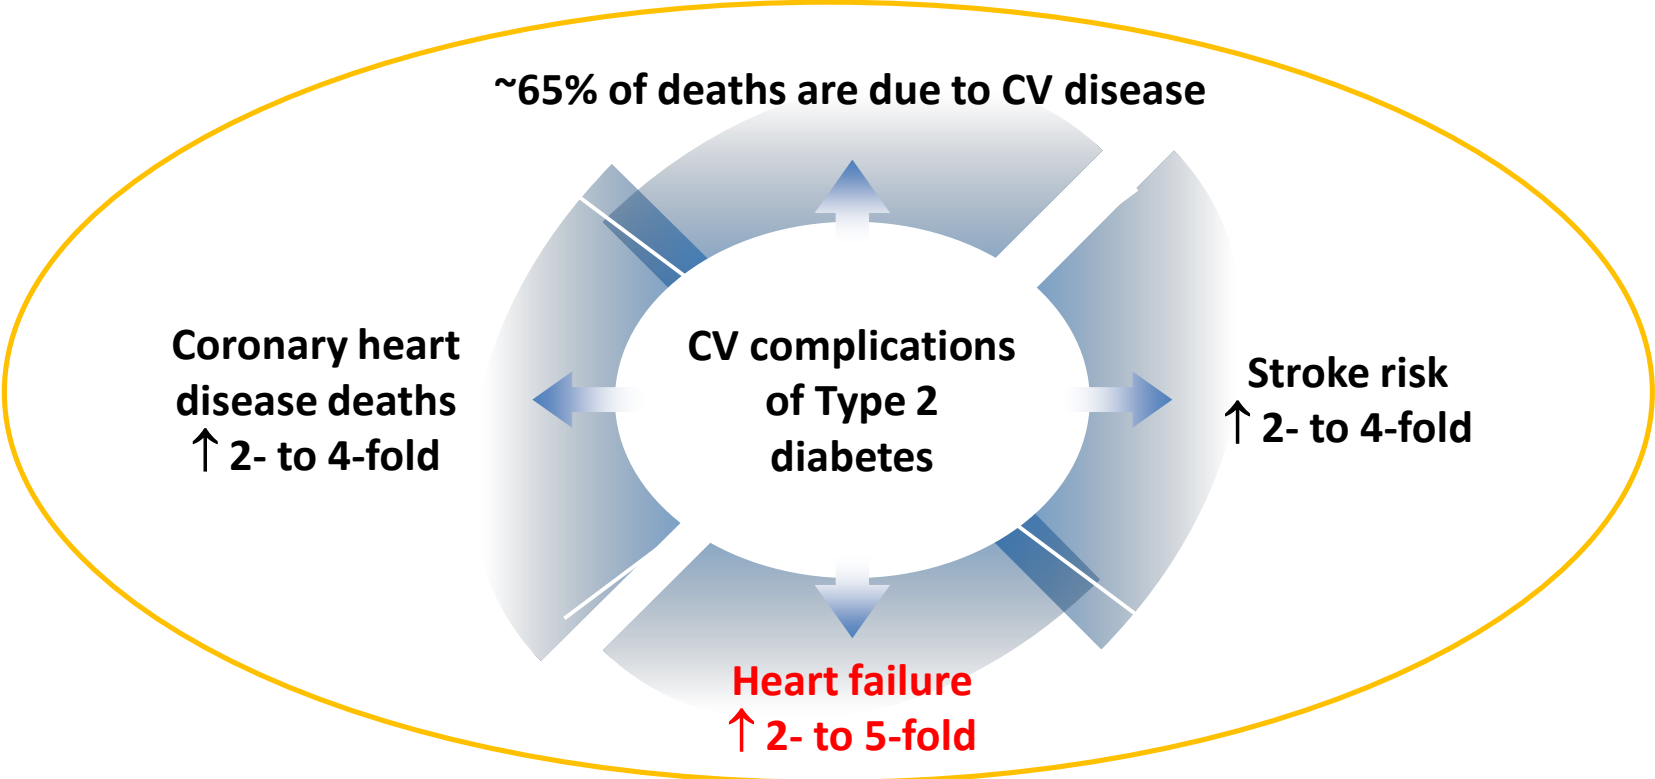 ~65% of deaths are due to CV disease
Coronary heart
disease deaths
↑ 2- to 4-fold
CV complications
of Type 2
diabetes
Stroke risk
↑ 2- to 4-fold
Heart failure
↑ 2- to 5-fold